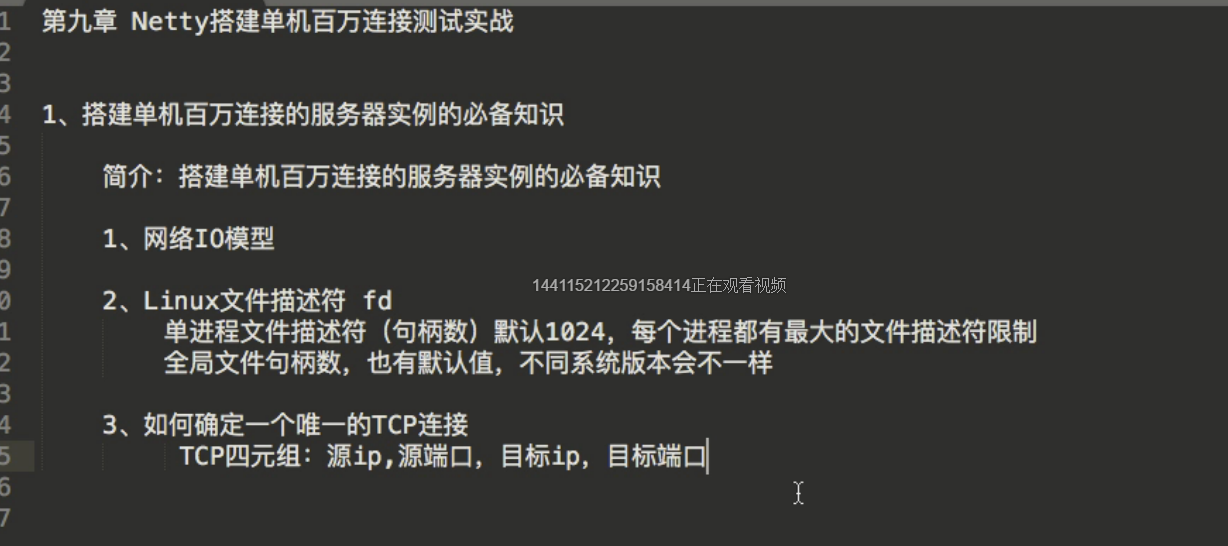 1 第九章 Netty搭建单机百万连接测试实战
2
3
4 1、搭建单机百万连接的服务器实例的必备知识
5
6 简介：搭建单机百万连接的服务器实例的必备知识
7
8 1、网络IO模型
9
144115212259158414正在观看视频
0 2、Linux文件描述符 fd
1 单进程文件描述符（句柄数）默认1024，每个进程都有最大的文件描述符限制
2 全局文件句柄数，也有默认值，不同系统版本会不一样
3
4 3、如何确定一个唯一的TCP连接
5 TCP四元组：源ip,源端口，目标ip，目标端口
6
7